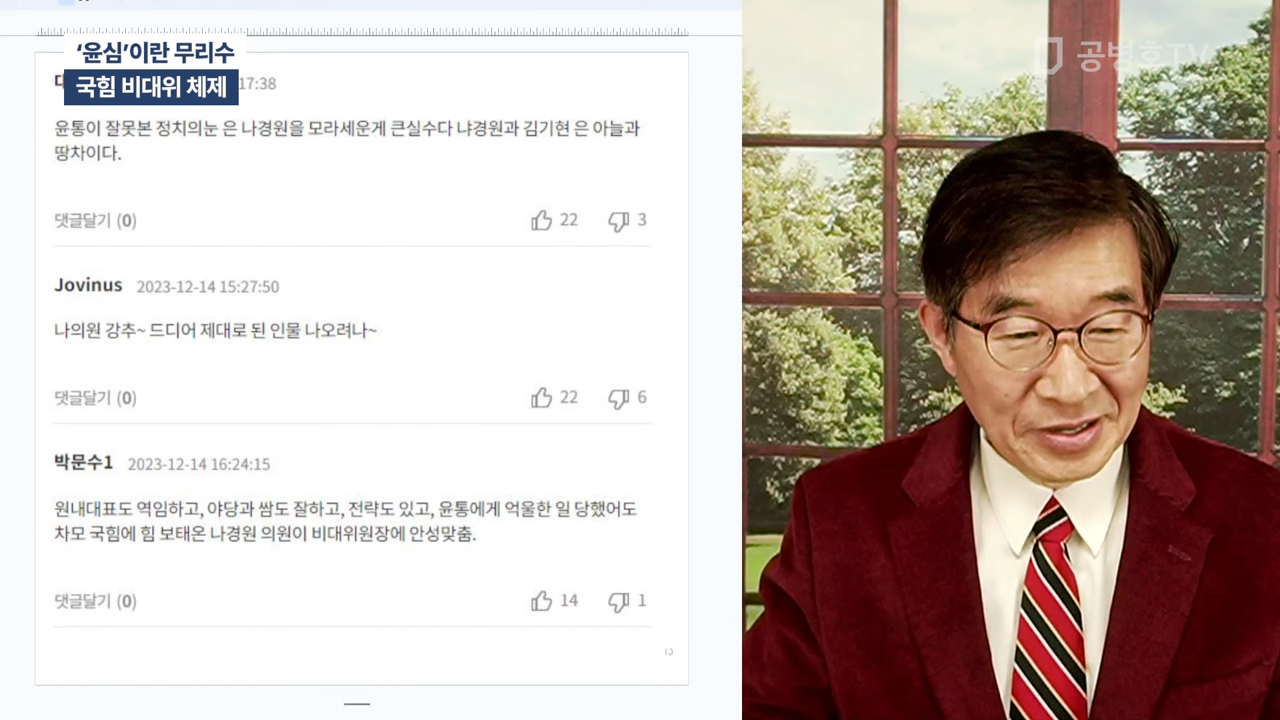 ‘윤심’이란 무리수
국힘 비대위 체제
17:38
윤통이 잘못본 정치의눈 은 나경원을 모라세운게 큰실수다 냐경원과 김기현 은 아늘과
땅차이다.
댓글달기 (0)
22
3
Jovinus 2023-12-14 15:27:50
나의원 강추~ 드디어 제대로 된 인물 나오려나~
댓글달기 (0)
22
6
박문수1 2023-12-14 16:24:15
원내대표도 역임하고, 야당과 쌈도 잘하고, 전략도 있고, 윤통에게 억울한 일 당했어도
차모 국힘에 힘 보태온 나경원 의원이 비대위원장에 안성맞춤.
댓글달기 (0)
14
1
공병호TV